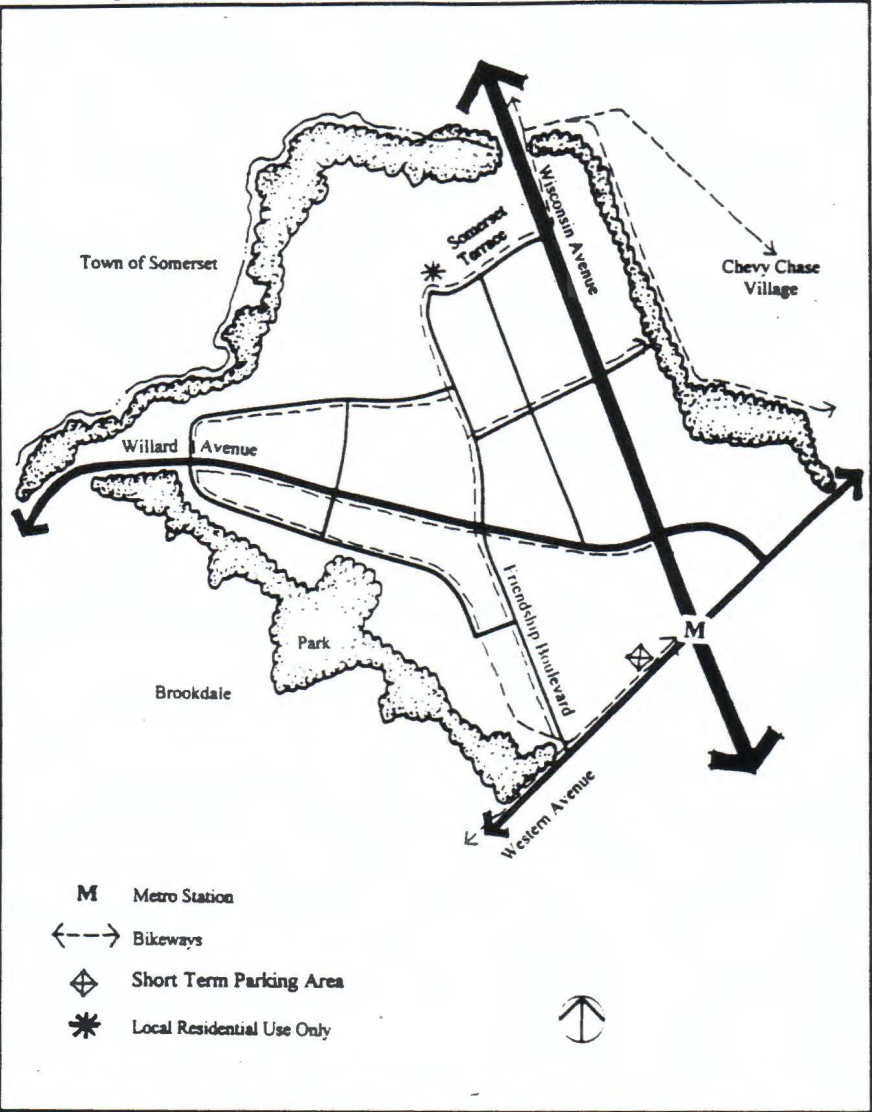 Wisconsin Avenue
Somerset
Terrace
Town of Somerset
Chevy Chase
Village
Willard Avenue
Friendship Boulevard
M
Park
Brookdale
Western Avenue
M Metro Station
Bikeways
Short Term Parking Area
Local Residential Use Only